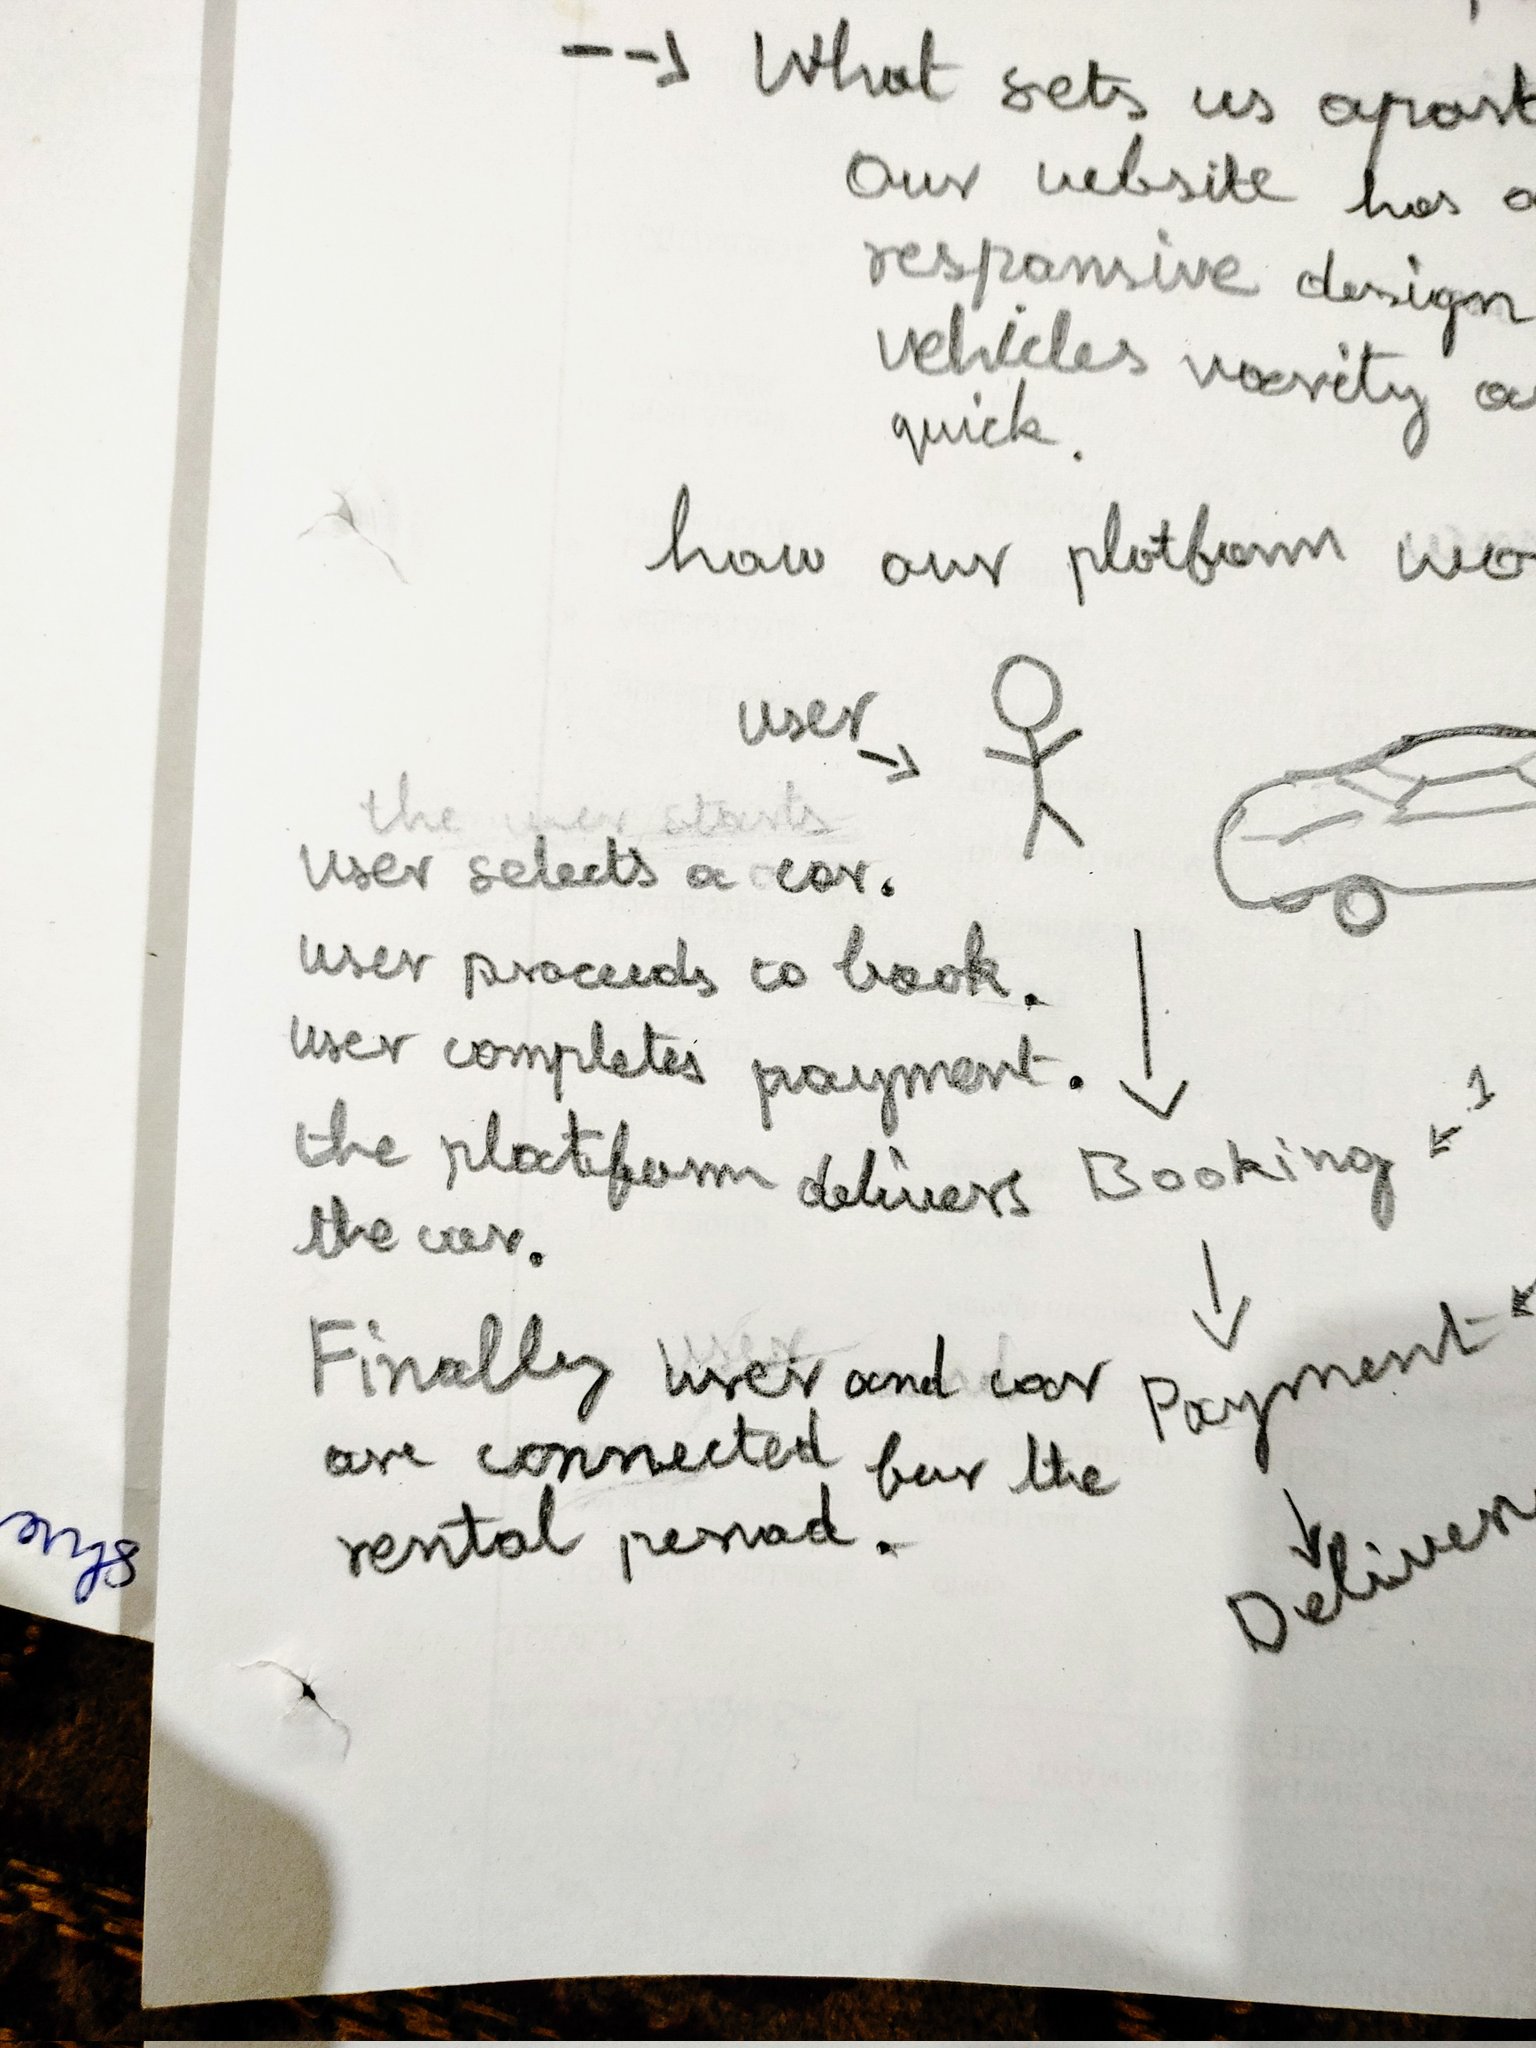 --> What sets us apart
our website has a
responsive design
vehicles varity
quick.
how our platform wo
user
the user starts
user selects a car.
user proceeds to book.
user completes payment.
the platform delivers
the car.
Finally user and car
are connected for the
rental period.
Booking
1
Payment
Deliver